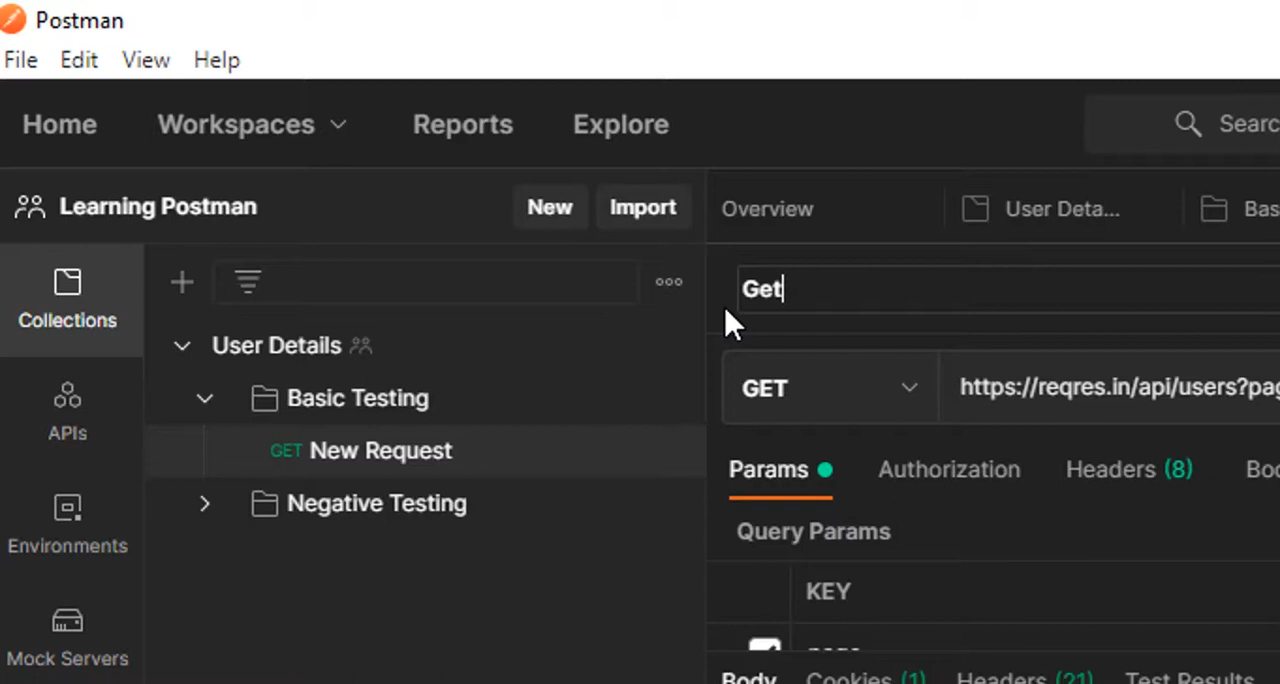 Postman
File Edit View Help
Home Workspaces Reports Explore Searc
Learning Postman New Import
Overview User Deta... Bas
Collections
Get
User Details
GET https://reqres.in/api/users?pag
Basic Testing
APIs
GET New Request
Params Authorization Headers (8) Boc
Negative Testing
Environments
Query Params
KEY
Mock Servers
Body Cookies (1) Headers (21) Test Results